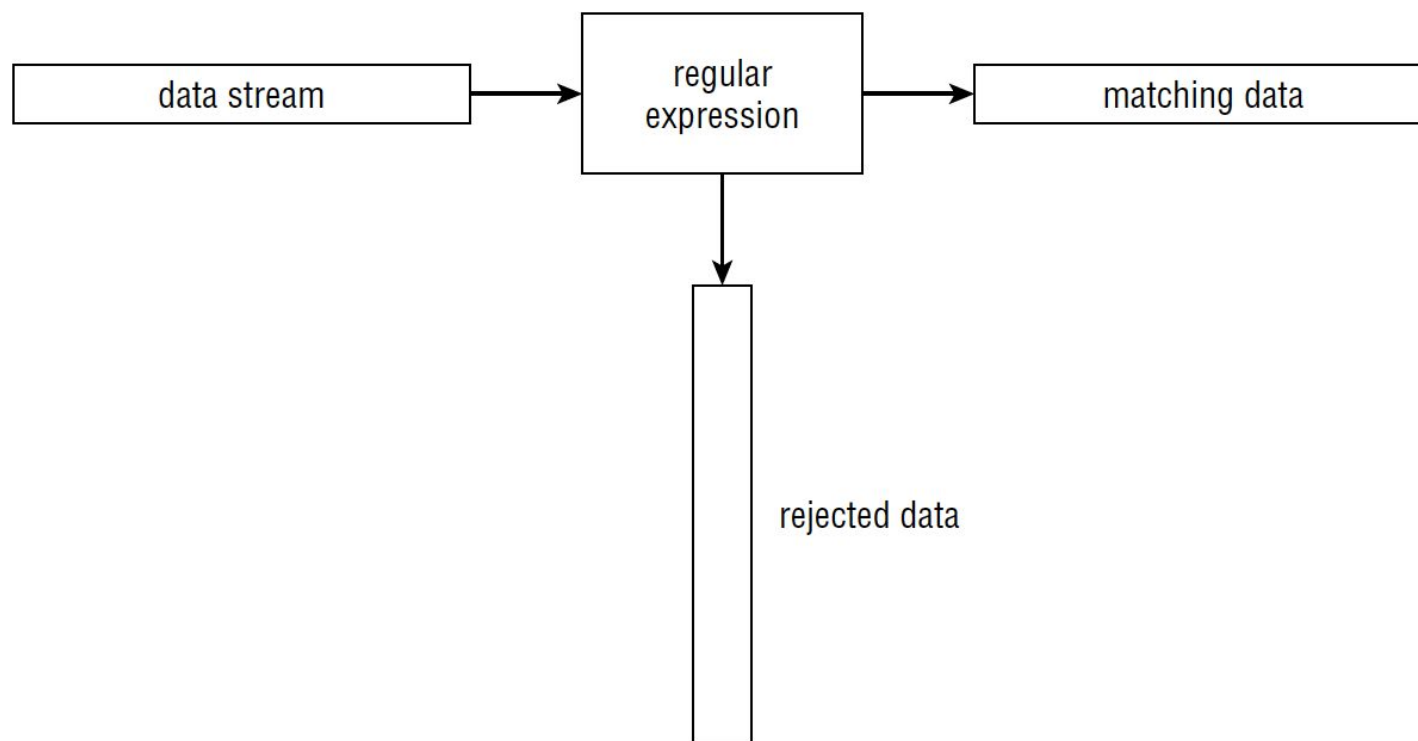 data stream
regular
expression
matching data
rejected data